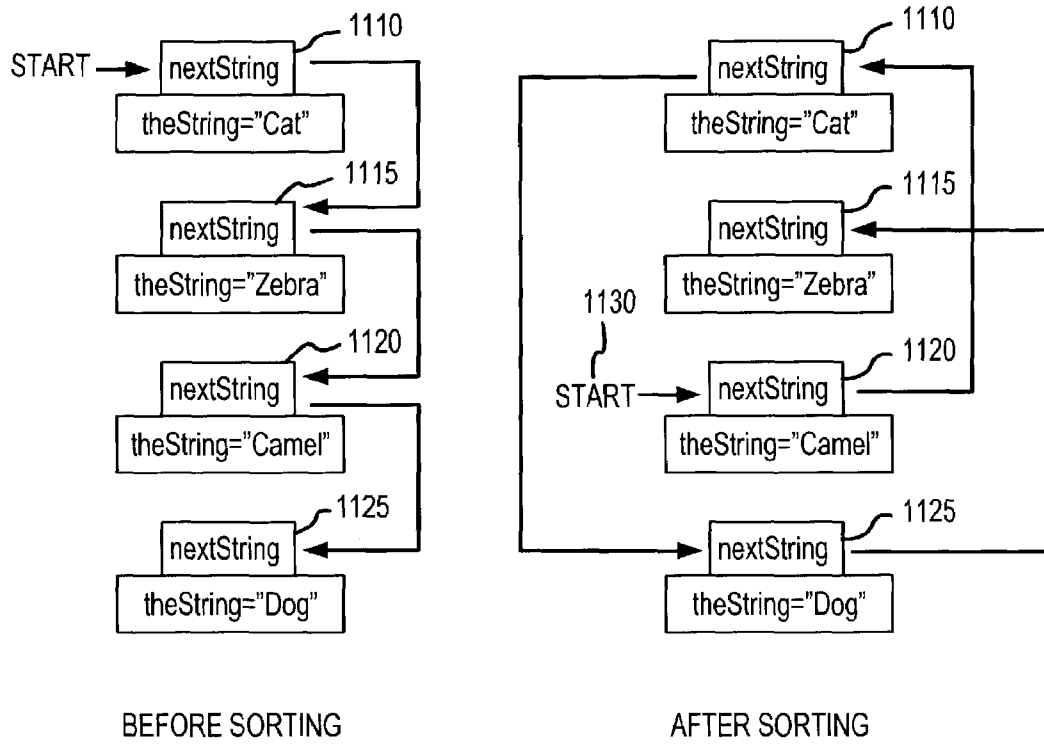 1110
START
nextString
theString="Cat"
1115
nextString
theString="Zebra"
1120
nextString
theString="Camel"
1125
nextString
theString="Dog"
BEFORE SORTING
1110
nextString
theString="Cat"
1115
nextString
theString="Zebra"
1130
START
1120
nextString
theString="Camel"
1125
nextString
theString="Dog"
AFTER SORTING